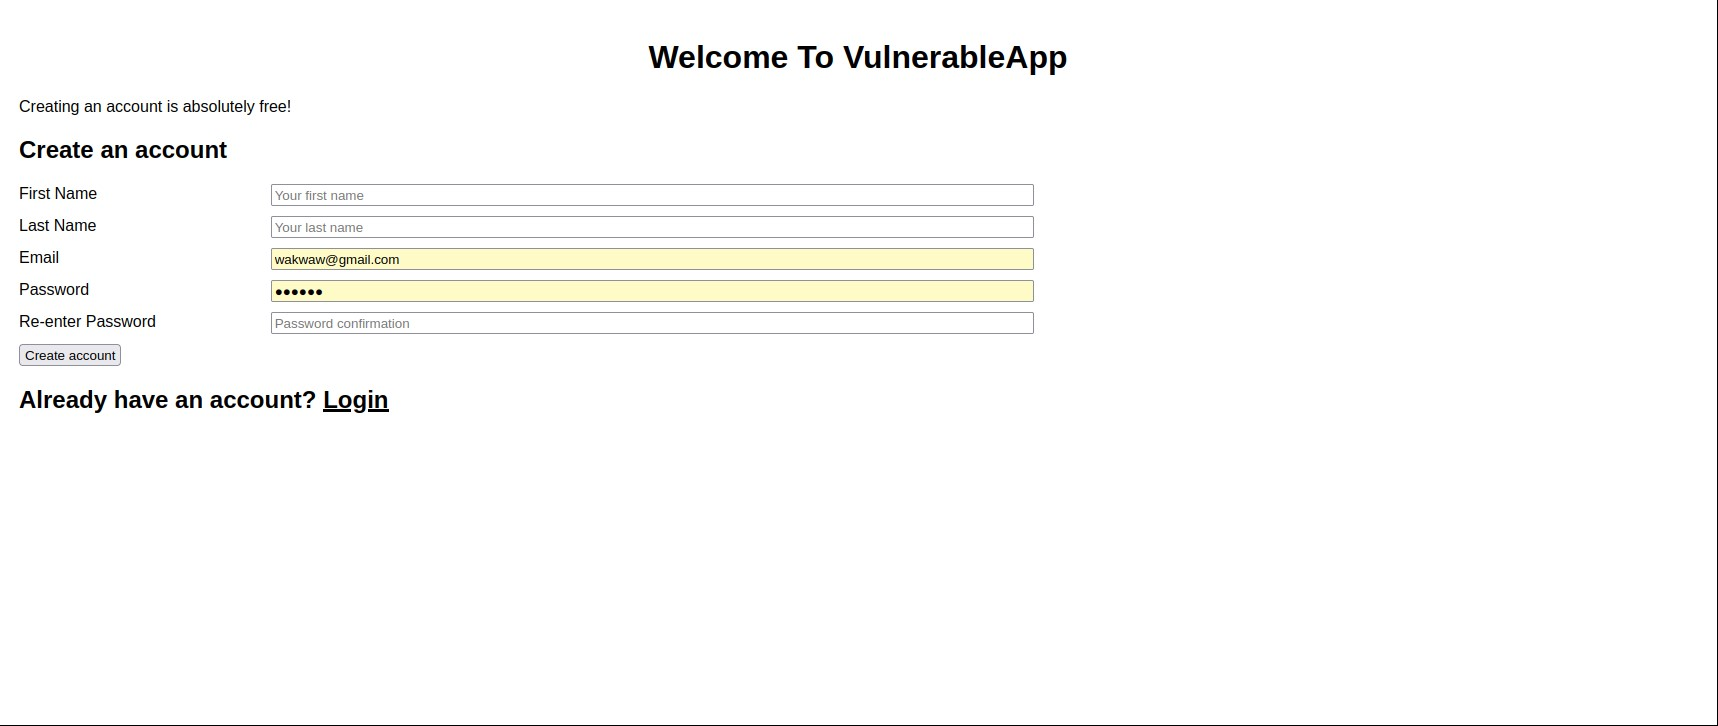 Welcome To VulnerableApp
Creating an account is absolutely free!
Create an account
First Name Your first name
Last Name Your last name
Email wakwaw@gmail.com
Password ●●●●●●
Re-enter Password Password confirmation
Create account
Already have an account? Login